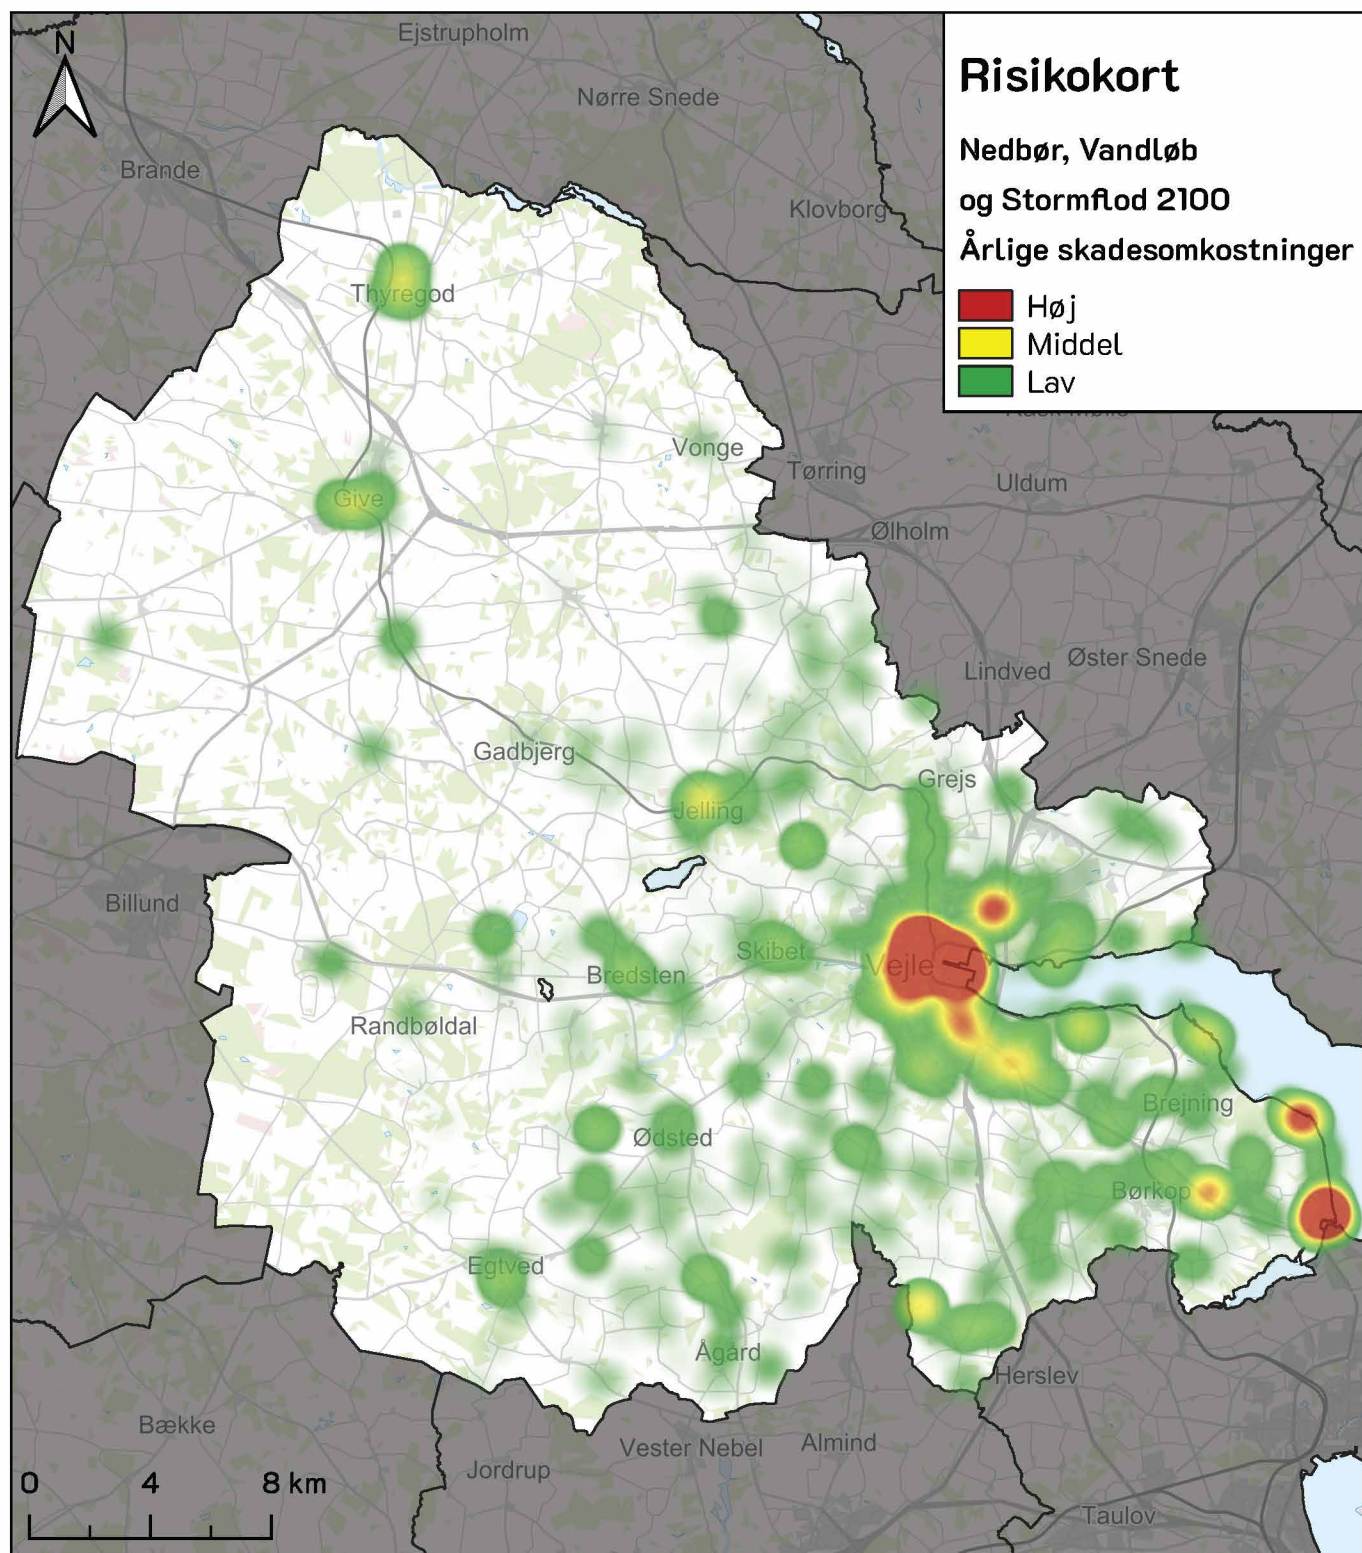 N
Ejstrupholm
Nørre Snede
Brande
Klovborg
Risikokort
Nedbør, Vandløb
og Stormflod 2100
Årlige skadesomkostninger
Høj
Middel
Lav
Thyregod
Vonge
Tørring
Uldum
Give
Ølholm
Lindved
Øster Snede
Gadbjerg
Grejs
Jelling
Billund
Skibet
Vejle
Bredsten
Randbøldal
Brejning
Ødsted
Børkop
Egtved
Ågård
Herslev
Bække
Vester Nebel
Almind
Jordrup
Taulov
0 4 8 km